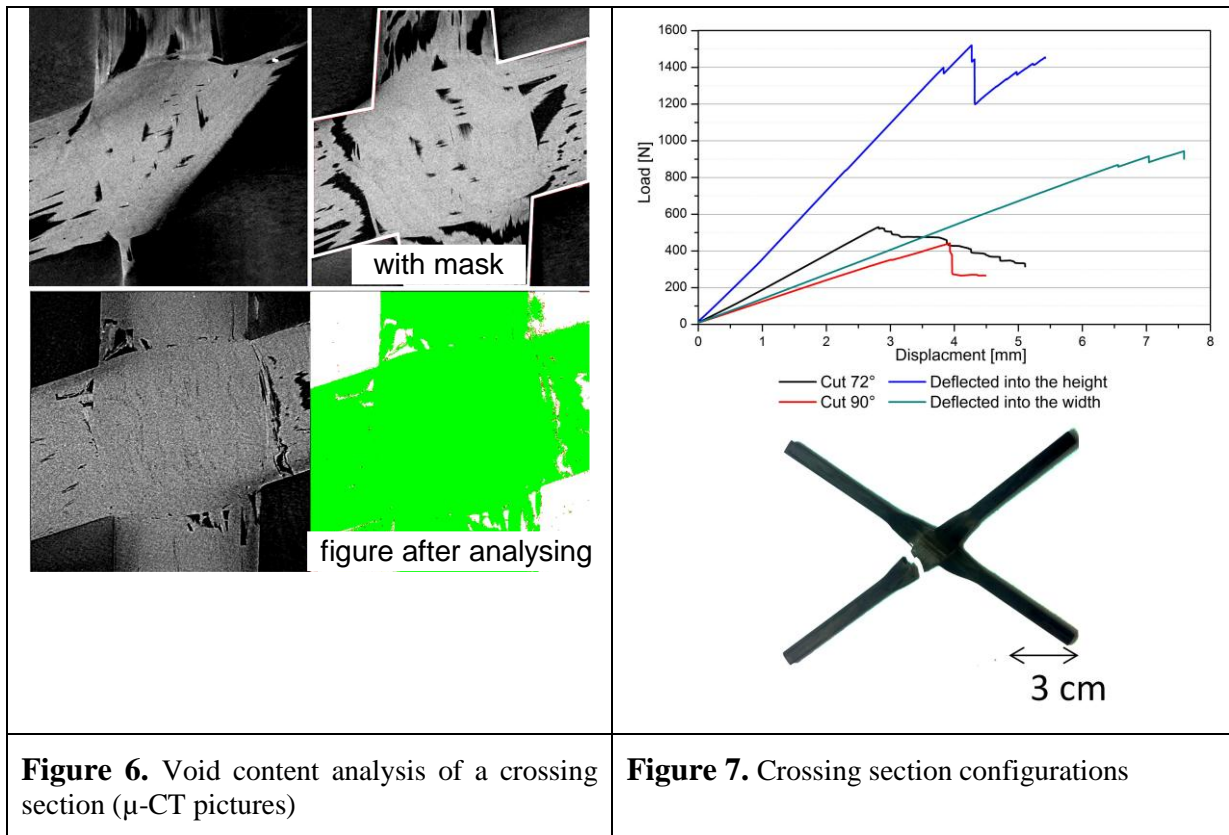 with mask
figure after analysing
Figure 6. Void content analysis of a crossing
section (µ-CT pictures)
1600
1400
1200
1000
800
600
400
200
0
Load [N]
0 1 2 3 4 5 6 7 8
Displacment [mm]
Cut 72° Deflected into the height
Cut 90° Deflected into the width
3 cm
Figure 7. Crossing section configurations